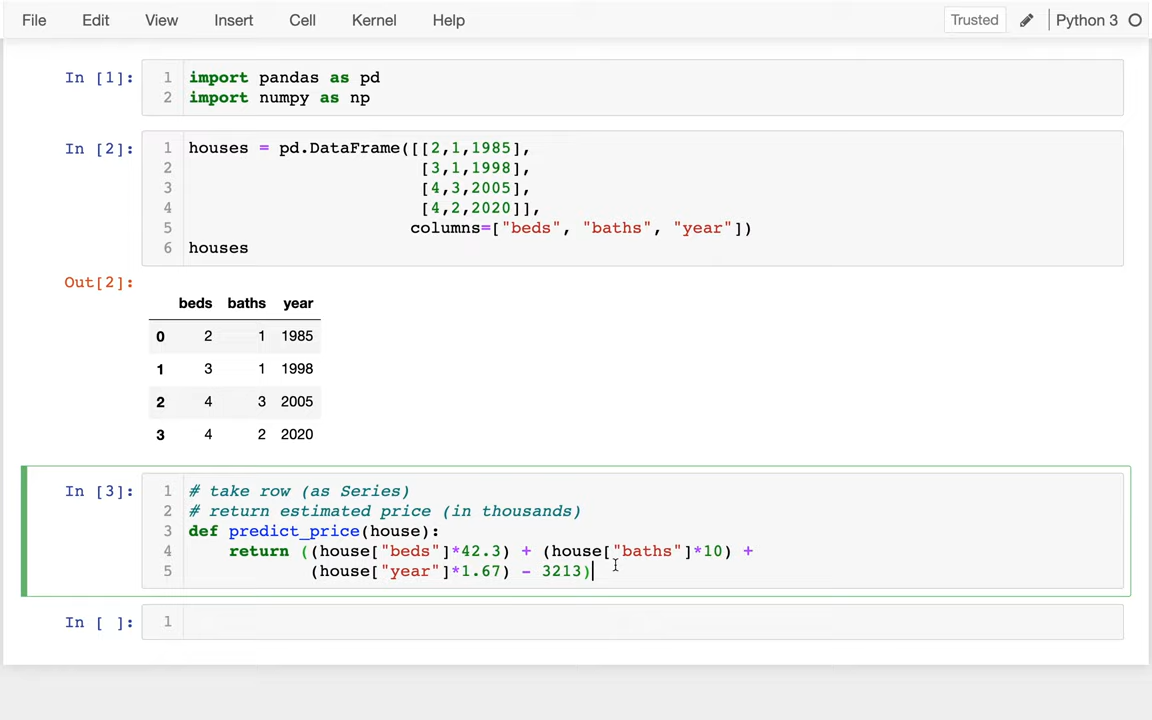 File Edit View Insert Cell Kernel Help Trusted Python 3
In [1]:
1 import pandas as pd
2 import numpy as np
In [2]:
1 houses = pd.DataFrame([[2,1,1985],
2 [3,1,1998],
3 [4,3,2005],
4 [4,2,2020]],
5 columns=["beds", "baths", "year"])
6 houses
Out[2]:
beds baths year
0 2 1 1985
1 3 1 1998
2 4 3 2005
3 4 2 2020
In [3]:
1 # take row (as Series)
2 # return estimated price (in thousands)
3 def predict_price(house):
4 return ((house["beds"]*42.3) + (house["baths"]*10) +
5 (house["year"]*1.67) - 3213)
In [ ]:
1